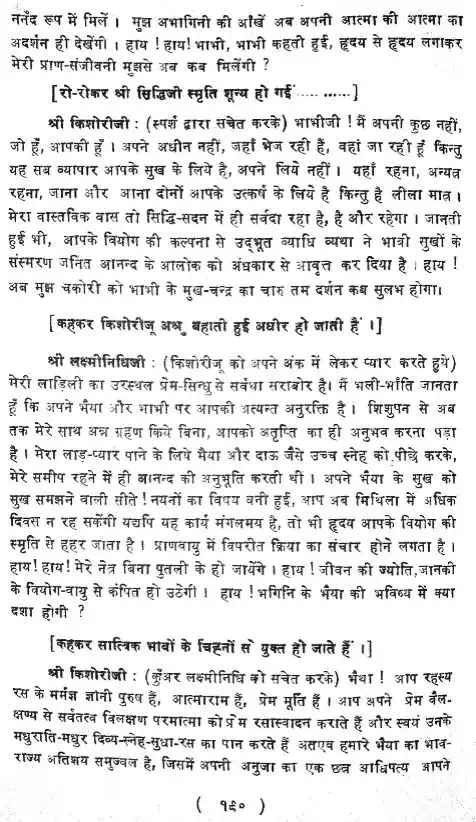 ननँद रूप में मिलें। मुझ अभागिनी की आँखें अब अपनी आत्मा की आत्मा का
अदर्शन ही देखेंगी। हाय! हाय! भाभी, भाभी कहती हुई, हृदय से हृदय लगाकर
मेरी प्राण-संजीवनी मुझसे अब कब मिलेंगी ?
[रो-रोकर श्री सिद्धिजी स्मृति शून्य हो गईं ..... ......]
श्री किशोरीजी : (स्पर्श द्वारा सचेत करके) भाभीजी ! मैं अपनी कुछ नहीं,
जो हूँ, आपकी हूँ। अपने अधीन नहीं, जहाँ भेज रही हैं, वहां जा रही हूँ किन्तु
यह सब व्यापार आपके सुख के लिये है, अपने लिये नहीं। यहाँ रहना, अन्यत्र
रहना, जाना और आना दोनों आपके उत्कर्ष के लिये है किन्तु है लीला मात्र।
मेरा वास्तविक वास तो सिद्धि-सदन में ही सर्वदा रहा है, है और रहेगा। जानती
हुई भी, आपके वियोग की कल्पना से उद्भूत व्याधि व्यथा ने भावी सुखों के
संस्मरण जनित आनन्द के आलोक को अंधकार से आवृत्त कर दिया है। हाय!
अब मुझ चकोरी को भाभी के मुख-चन्द्र का चारु तम दर्शन कब सुलभ होगा।
[कहकर किशोरीजू अश्रु बहाती हुई अधीर हो जाती हैं।]
श्री लक्ष्मीनिधिजी : (किशोरीजू को अपने अंक में लेकर प्यार करते हुये)
मेरी लाड़िली का उरस्थल प्रेम-सिन्धु से सर्वथा सराबोर है। मैं भली-भाँति जानता
हूँ कि अपने भैया और भाभी पर आपकी अत्यन्त अनुरक्ति है। शिशुपन से अब
तक मेरे साथ अन्न ग्रहण किये बिना, आपको अतृप्ति का ही अनुभव करना पड़ा
है। मेरा लाड़-प्यार पाने के लिये मैया और दाऊ जैसे उच्च स्नेह को पीछे करके,
मेरे समीप रहने में ही आनन्द की अनुभूति करती थी। अपने भैया के सुख को
सुख समझने वाली सीते! नयनों का विषय बनी हुई, आप अब मिथिला में अधिक
दिवस न रह सकेंगी यद्यपि यह कार्य मंगलमय है, तो भी हृदय आपके वियोग की
स्मृति से हहर जाता है। प्राणवायु में विपरीत क्रिया का संचार होने लगता है।
हाय! हाय! मेरे नेत्र बिना पुतली के हो जायेंगे। हाय! जीवन की ज्योति, जानकी
के वियोग-वायु से कंपित हो उठेगी। हाय! भगिनि के भैया की भविष्य में क्या
दशा होगी ?
[कहकर सात्विक भावों के चिह्नों से युक्त हो जाते हैं।]
श्री किशोरीजी : (कुँअर लक्ष्मीनिधि को सचेत करके) भैया! आप रहस्य
रस के मर्मज्ञ ज्ञानी पुरुष हैं, आत्माराम हैं, प्रेम मूर्ति हैं। आप अपने प्रेम वैल-
क्षण्य से सर्वतत्व विलक्षण परमात्मा को प्रेम रसास्वादन कराते हैं और स्वयं उनके
मधुराति-मधुर दिव्य-स्नेह-सुधा-रस का पान करते हैं अतएव हमारे भैया का भाव-
राज्य अतिशय समुज्वल है, जिसमें अपनी अनुजा का एक छत्र आधिपत्य आपने
( १९० )